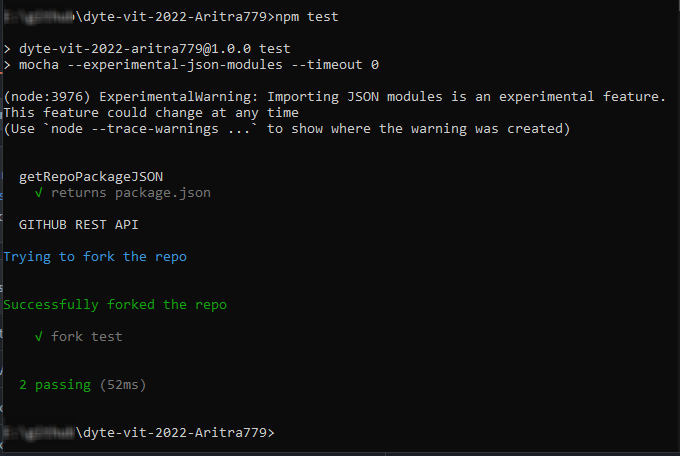 \dyte-vit-2022-Aritra779>npm test
> dyte-vit-2022-aritra779@1.0.0 test
> mocha --experimental-json-modules --timeout 0
(node:3976) ExperimentalWarning: Importing JSON modules is an experimental feature.
This feature could change at any time
(Use `node --trace-warnings ...` to show where the warning was created)
getRepoPackageJSON
√ returns package.json
GITHUB REST API
Trying to fork the repo
Successfully forked the repo
√ fork test
2 passing (52ms)
\dyte-vit-2022-Aritra779>